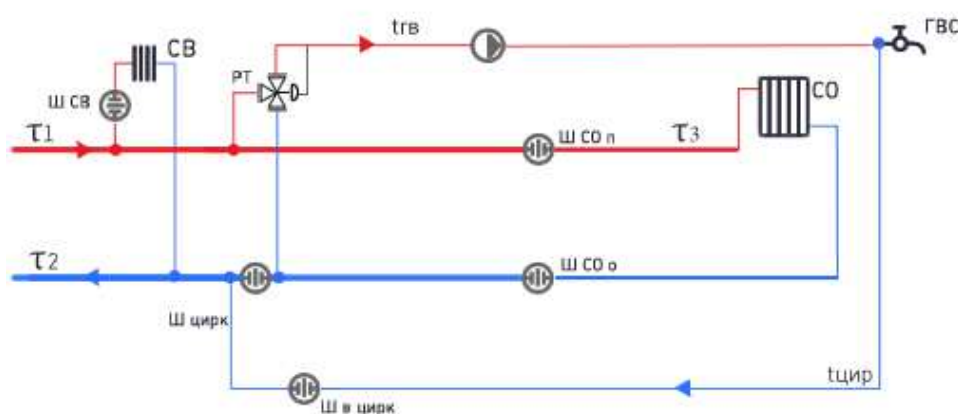 tгв
ГВС
СВ
РТ
Ш СВ
СО
τ1
Ш СО п
τ3
τ2
Ш СО о
Ш цирк
tцир
Ш в цирк